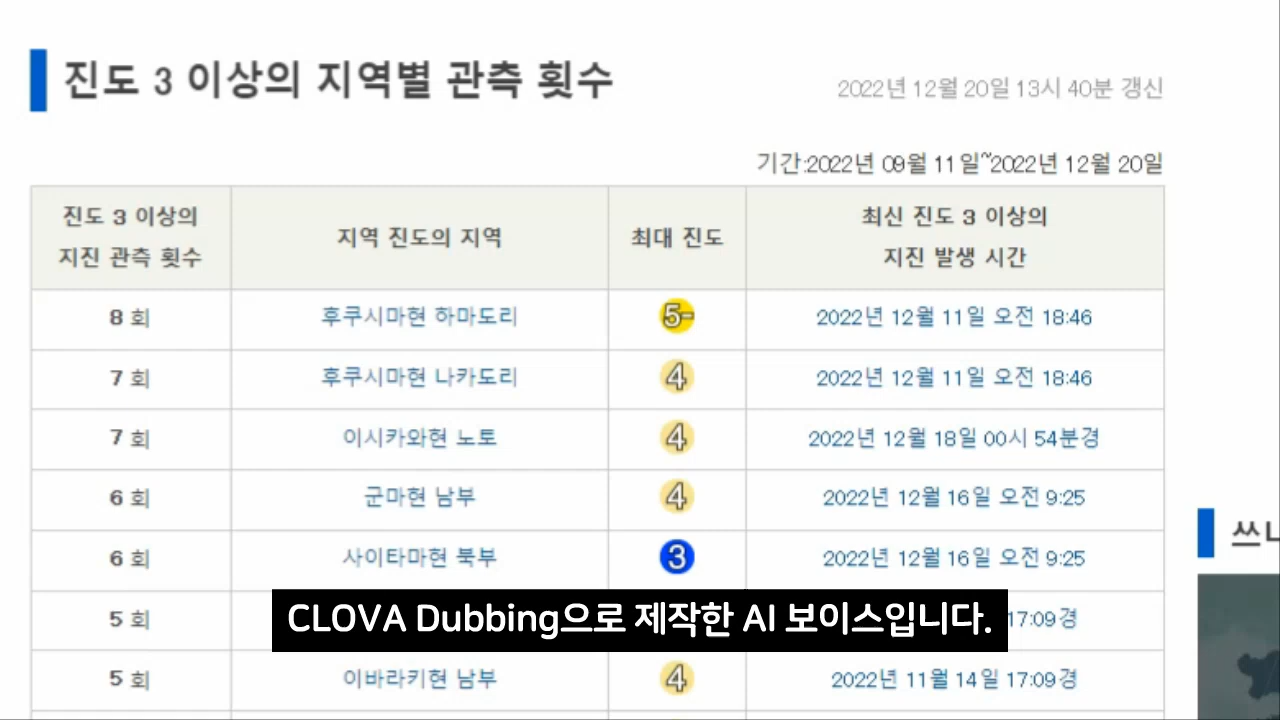 진도 3 이상의 지역별 관측 횟수
2022년 12월 20일 13시 40분 갱신
기간:2022년 09월 11일~2022년 12월 20일
진도 3 이상의 지진 관측 횟수 지역 진도의 지역 최대 진도 최신 진도 3 이상의 지진 발생 시간
8 회 후쿠시마현 하마도리 5- 2022년 12월 11일 오전 18:46
7 회 후쿠시마현 나카도리 4 2022년 12월 11일 오전 18:46
7 회 이시카와현 노토 4 2022년 12월 18일 00시 54분경
6 회 군마현 남부 4 2022년 12월 16일 오전 9:25
6 회 사이타마현 북부 3 2022년 12월 16일 오전 9:25
5 회 17:09경
CLOVA Dubbing으로 제작한 AI 보이스입니다.
5 회 이바라키현 남부 4 2022년 11월 14일 17:09경